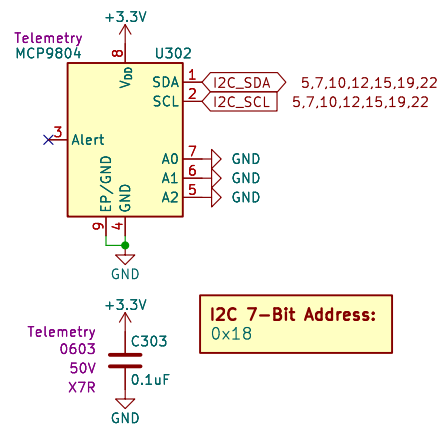 +3.3V
Telemetry
MCP9804
U302
8
VDD
SDA 1 I2C_SDA 5,7,10,12,15,19,22
SCL 2 I2C_SCL 5,7,10,12,15,19,22
3 Alert
A0 7 GND
A1 6 GND
A2 5 GND
EP/GND GND
9 4
GND
+3.3V
Telemetry
0603
50V
X7R
C303
0.1uF
GND
I2C 7-Bit Address:
0x18